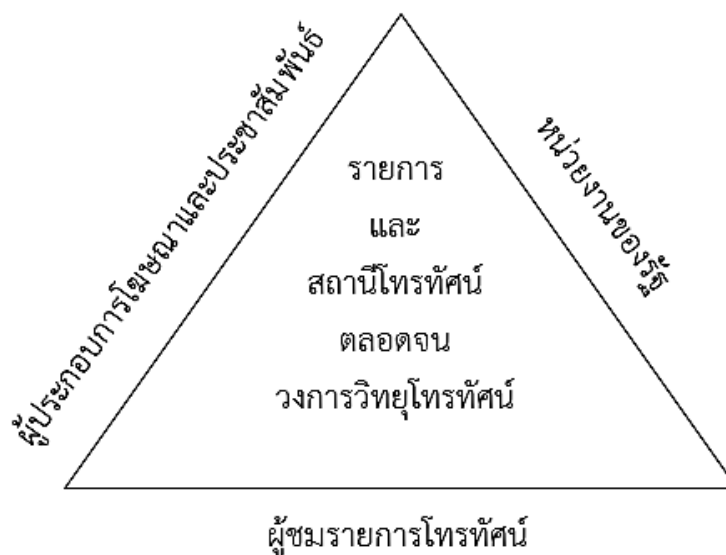 ผู้ประกอบการโฆษณาและประชาสัมพันธ์
หน่วยงานของรัฐ
รายการ
และ
สถานีโทรทัศน์
ตลอดจน
วงการวิทยุโทรทัศน์
ผู้ชมรายการโทรทัศน์